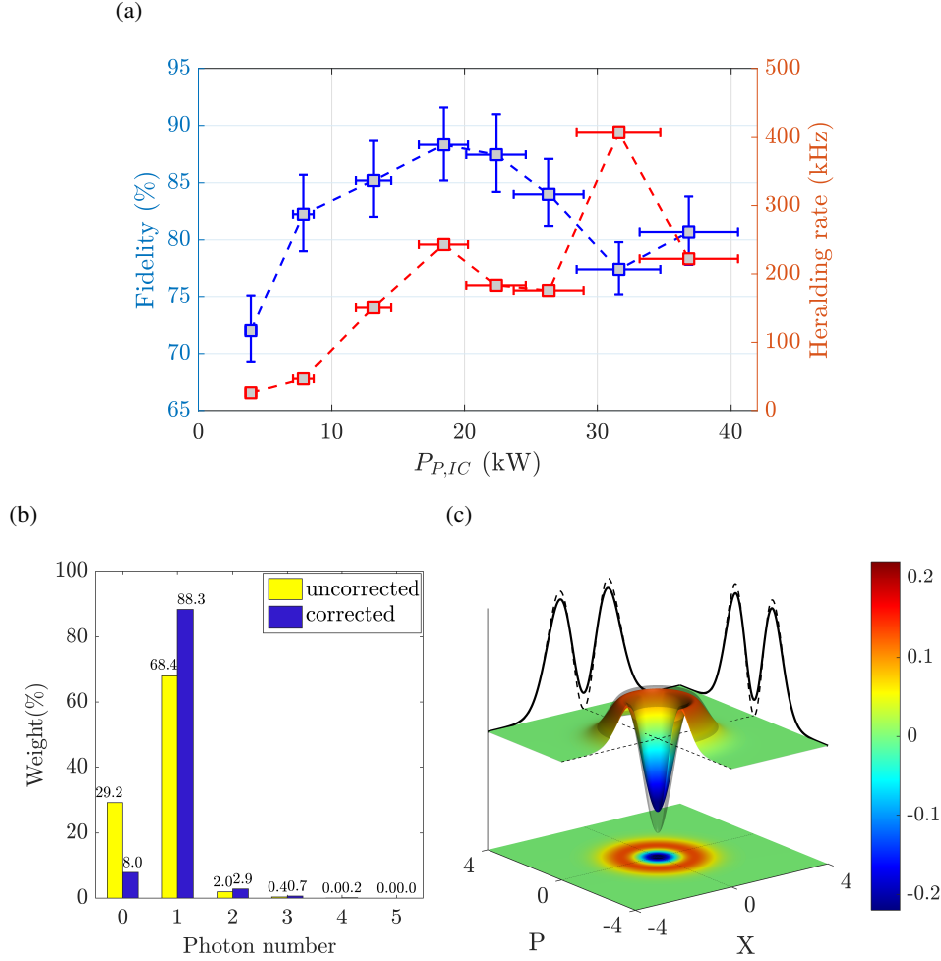 (a)
95
90
85
80
75
70
65
Fidelity (%)
500
400
300
200
100
0
Heralding rate (kHz)
0 10 20 30 40
P_{P,IC} (kW)
(b)
100
80
60
40
20
0
Weight(%)
uncorrected
corrected
29.2 8.0 68.4 88.3 2.0 2.9 0.4 0.7 0.0 0.2 0.0 0.0
0 1 2 3 4 5
Photon number
(c)
0.2
0.1
0
-0.1
-0.2
4 0 -4
P
-4 0 4
X